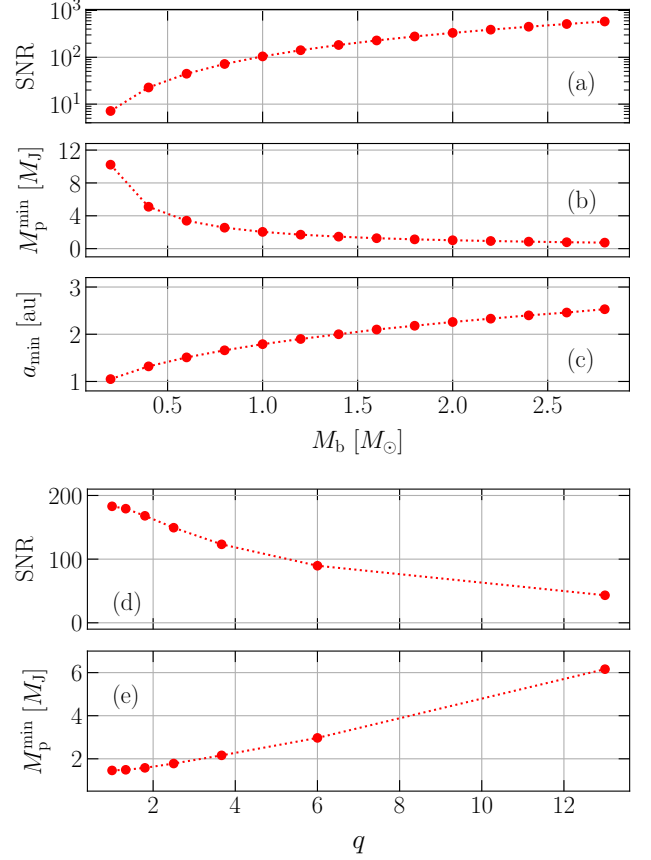 10³
SNR
10¹
(a)
12
8
4
0
M_p^min [M_J]
(b)
3
2
1
a_min [au]
(c)
0.5 1.0 1.5 2.0 2.5
M_b [M_⊙]
200
100
0
SNR
(d)
6
4
2
M_p^min [M_J]
(e)
2 4 6 8 10 12
q